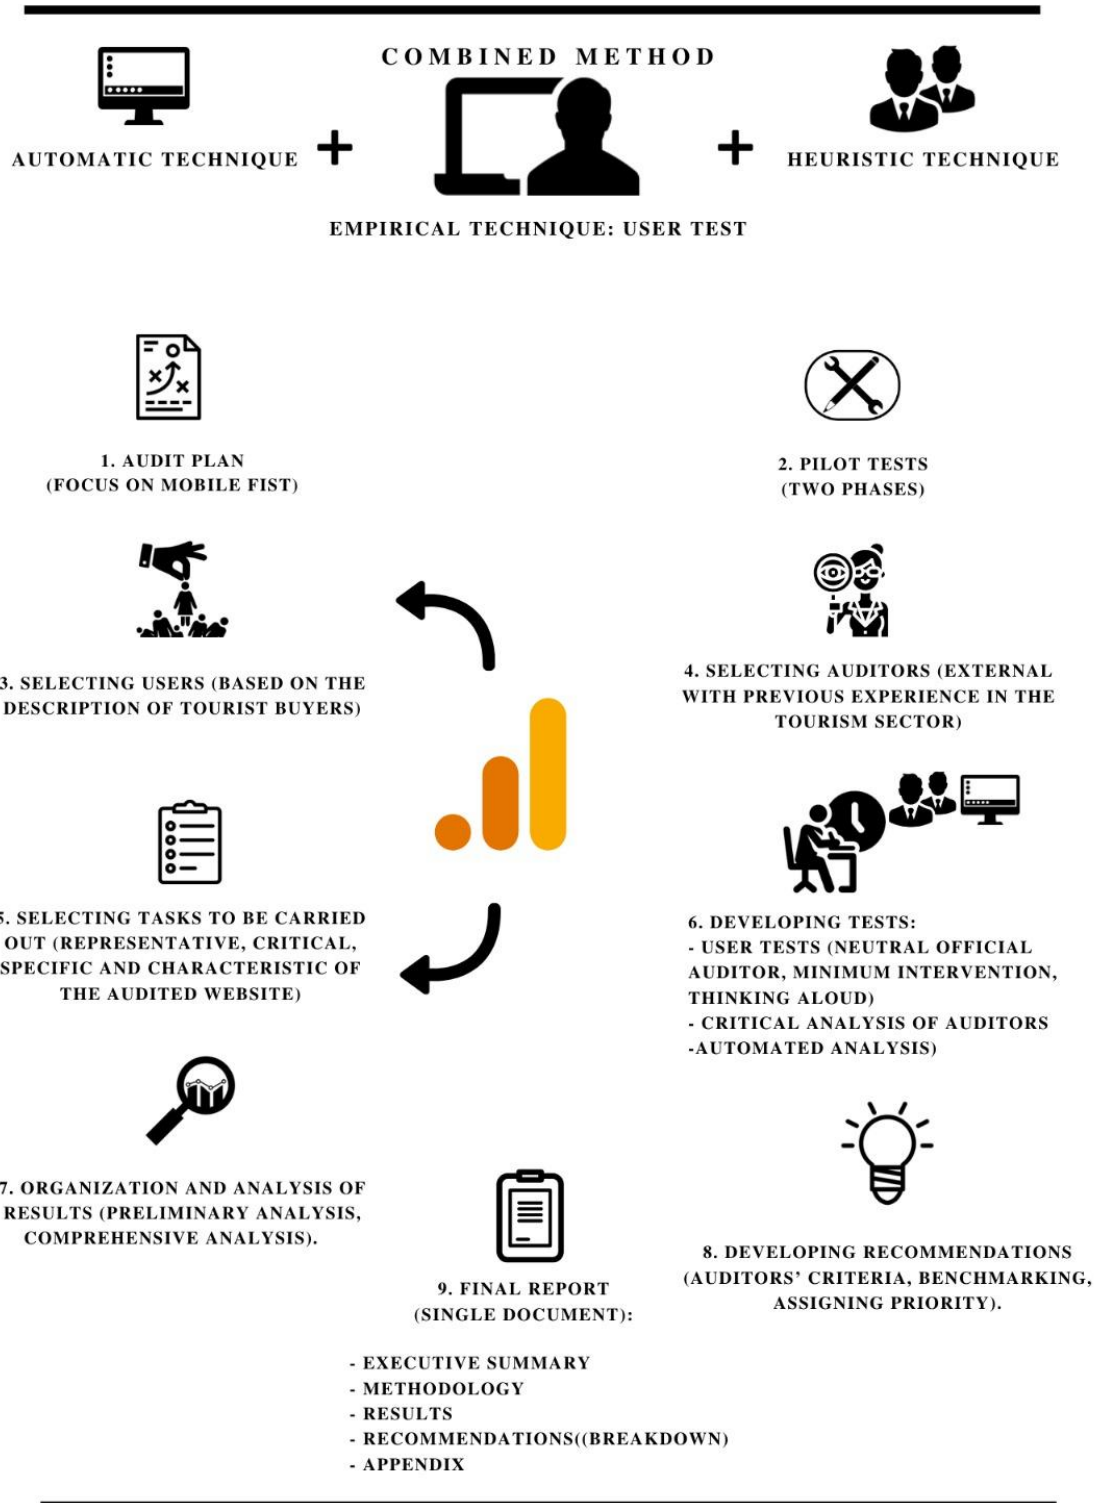 COMBINED METHOD
AUTOMATIC TECHNIQUE
HEURISTIC TECHNIQUE
EMPIRICAL TECHNIQUE: USER TEST
1. AUDIT PLAN
(FOCUS ON MOBILE FIST)
2. PILOT TESTS
(TWO PHASES)
3. SELECTING USERS (BASED ON THE
DESCRIPTION OF TOURIST BUYERS)
4. SELECTING AUDITORS (EXTERNAL
WITH PREVIOUS EXPERIENCE IN THE
TOURISM SECTOR)
5. SELECTING TASKS TO BE CARRIED
OUT (REPRESENTATIVE, CRITICAL,
SPECIFIC AND CHARACTERISTIC OF
THE AUDITED WEBSITE)
6. DEVELOPING TESTS:
- USER TESTS (NEUTRAL OFFICIAL
AUDITOR, MINIMUM INTERVENTION,
THINKING ALOUD)
- CRITICAL ANALYSIS OF AUDITORS
-AUTOMATED ANALYSIS)
7. ORGANIZATION AND ANALYSIS OF
RESULTS (PRELIMINARY ANALYSIS,
COMPREHENSIVE ANALYSIS).
8. DEVELOPING RECOMMENDATIONS
(AUDITORS’ CRITERIA, BENCHMARKING,
ASSIGNING PRIORITY).
9. FINAL REPORT
(SINGLE DOCUMENT):
- EXECUTIVE SUMMARY
- METHODOLOGY
- RESULTS
- RECOMMENDATIONS((BREAKDOWN)
- APPENDIX